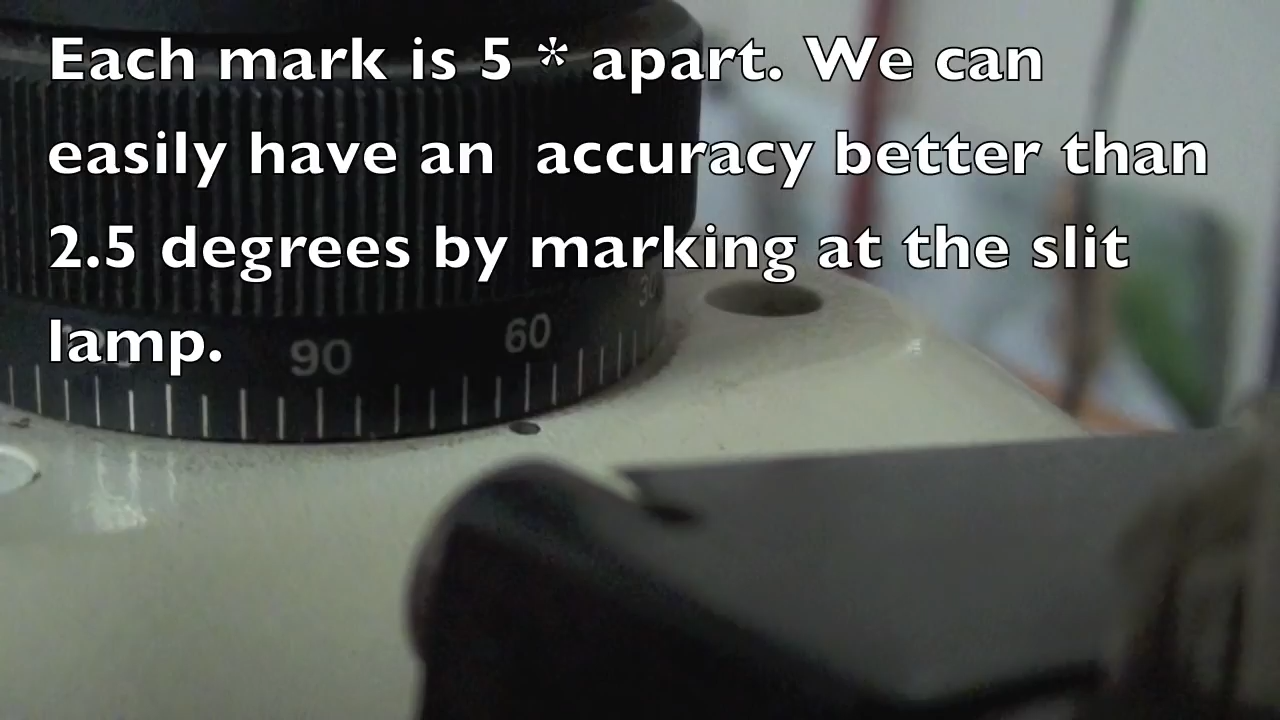 Each mark is 5 * apart. We can
easily have an  accuracy better than
2.5 degrees by marking at the slit
lamp.
30
60
90